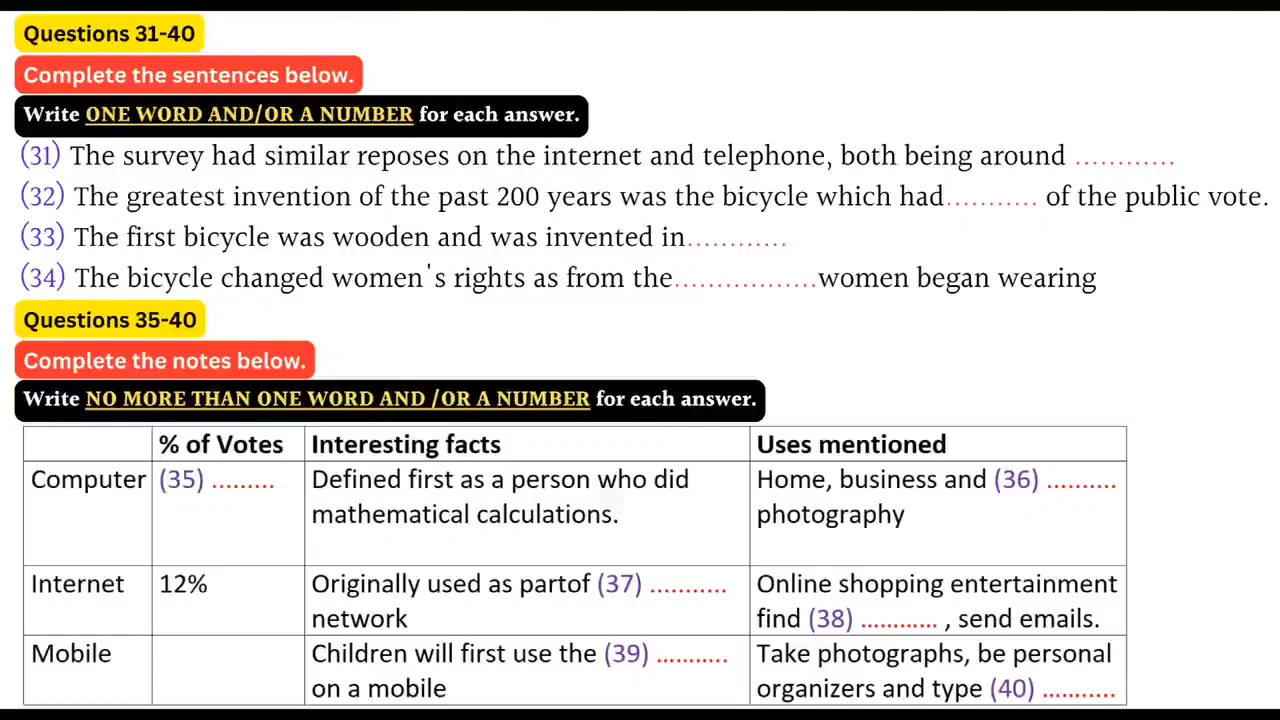 Questions 31-40
Complete the sentences below.
Write ONE WORD AND/OR A NUMBER for each answer.
(31) The survey had similar reposes on the internet and telephone, both being around ............
(32) The greatest invention of the past 200 years was the bicycle which had........... of the public vote.
(33) The first bicycle was wooden and was invented in............
(34) The bicycle changed women's rights as from the.................women began wearing
Questions 35-40
Complete the notes below.
Write NO MORE THAN ONE WORD AND /OR A NUMBER for each answer.
% of Votes Interesting facts Uses mentioned
Computer (35) ......... Defined first as a person who did Home, business and (36) ..........
mathematical calculations. photography
Internet 12% Originally used as partof (37) ........... Online shopping entertainment
network find (38) ............ , send emails.
Mobile Children will first use the (39) ........... Take photographs, be personal
on a mobile organizers and type (40) ...........